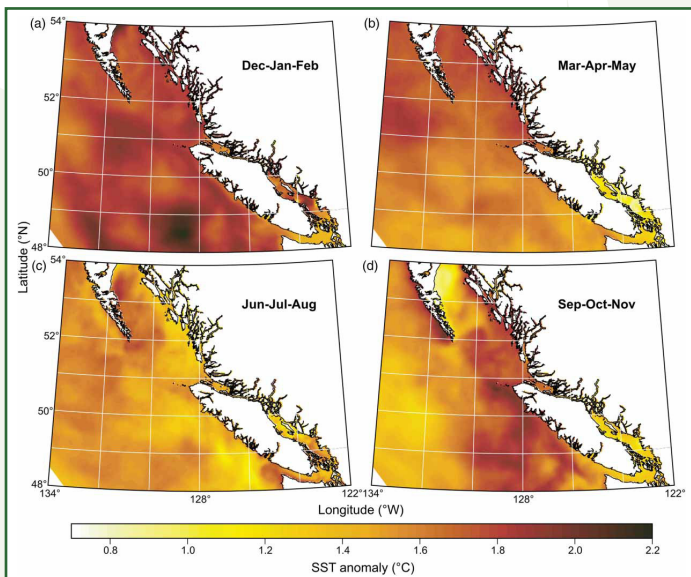 (a)
Dec-Jan-Feb
(b)
Mar-Apr-May
(c)
Jun-Jul-Aug
(d)
Sep-Oct-Nov
54°
52°
50°
48°
54°
52°
50°
48°
Latitude (°N)
134°
128°
122°
134°
128°
122°
Longitude (°W)
0.8 1.0 1.2 1.4 1.6 1.8 2.0 2.2
SST anomaly (°C)